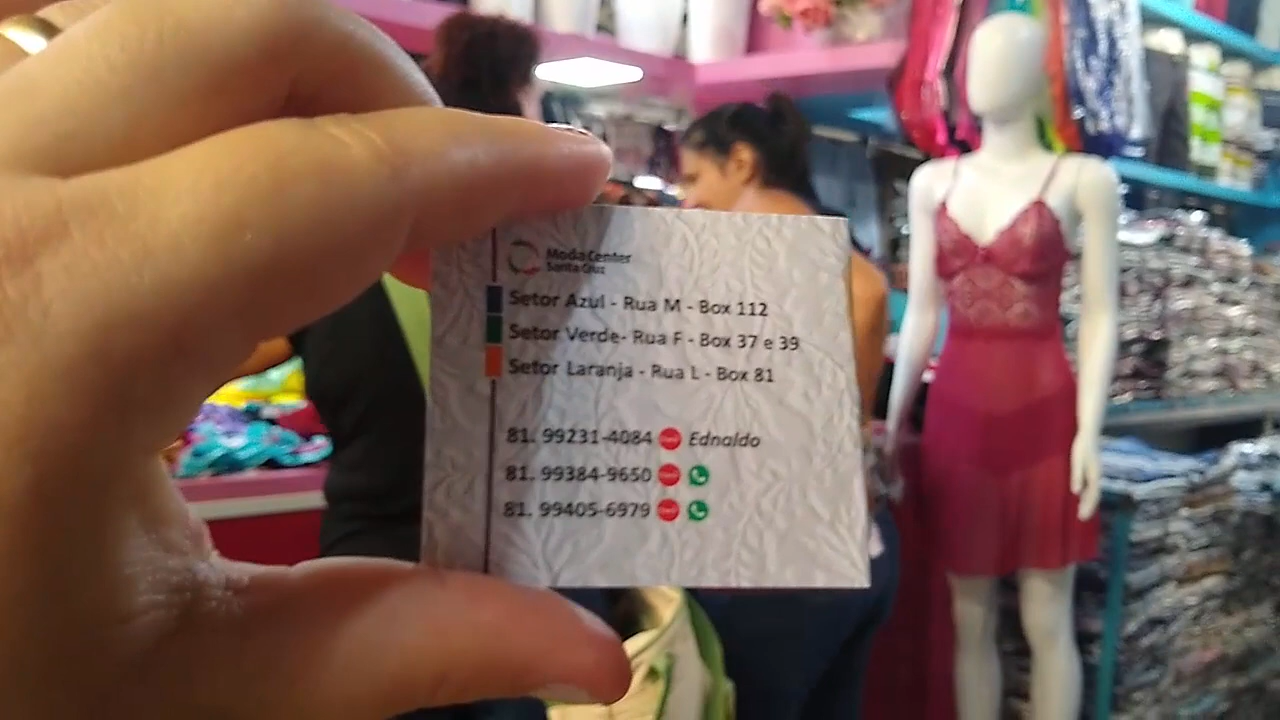 Moda Center
Santa Cruz
Setor Azul - Rua M - Box 112
Setor Verde- Rua F - Box 37 e 39
Setor Laranja - Rua L - Box 81
81. 99231-4084 Ednaldo
81. 99384-9650
81. 99405-6979